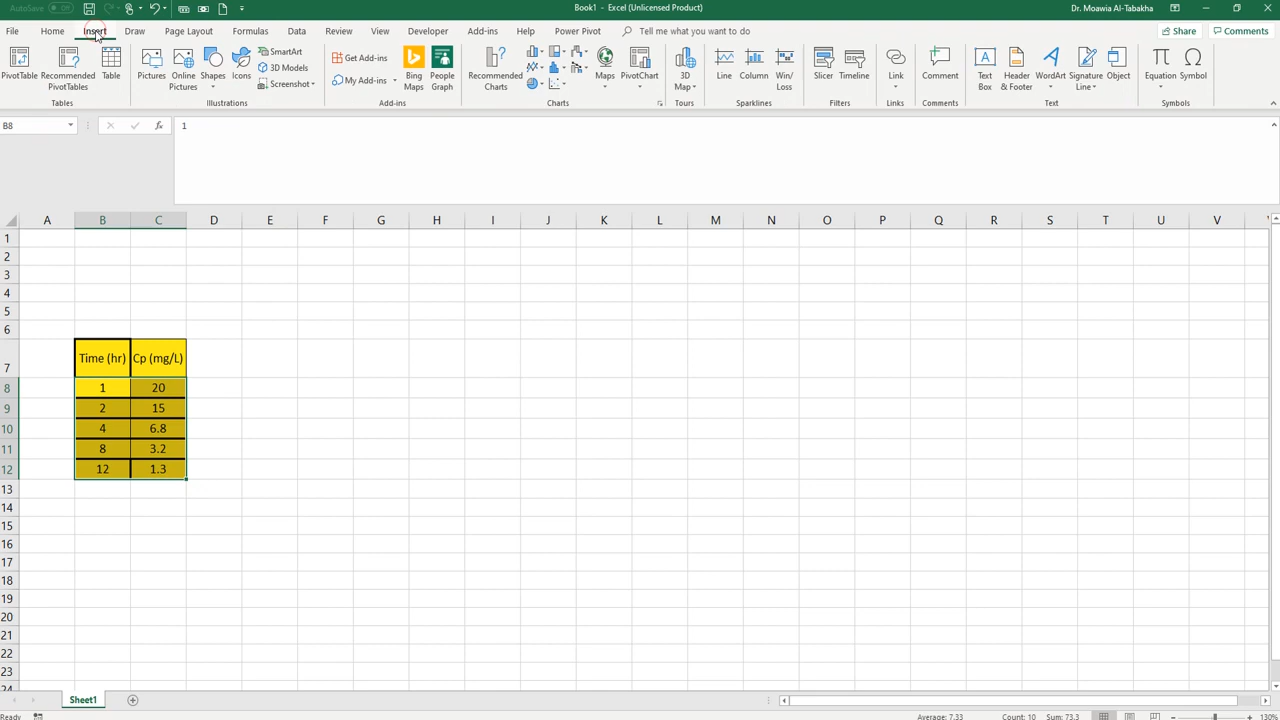 AutoSave Off Book1 - Excel (Unlicensed Product) Dr. Moawia Al-Tabakha
File Home Insert Draw Page Layout Formulas Data Review View Developer Add-ins Help Power Pivot Tell me what you want to do Share Comments
PivotTable Recommended PivotTables Table Pictures Online Pictures Shapes Icons SmartArt 3D Models Screenshot Get Add-ins My Add-ins Bing Maps People Graph Recommended Charts Maps PivotChart 3D Map Line Column Win/Loss Slicer Timeline Link Comment Text Box Header & Footer WordArt Signature Line Object Equation Symbol
Tables Illustrations Add-ins Charts Tours Sparklines Filters Links Comments Text Symbols
B8 fx 1
A B C D E F G H I J K L M N O P Q R S T U V
1
2
3
4
5
6
7 Time (hr) Cp (mg/L)
8 1 20
9 2 15
10 4 6.8
11 8 3.2
12 12 1.3
13
14
15
16
17
18
19
20
21
22
23
24
Sheet1
Ready Average: 7.33 Count: 10 Sum: 73.3 130%